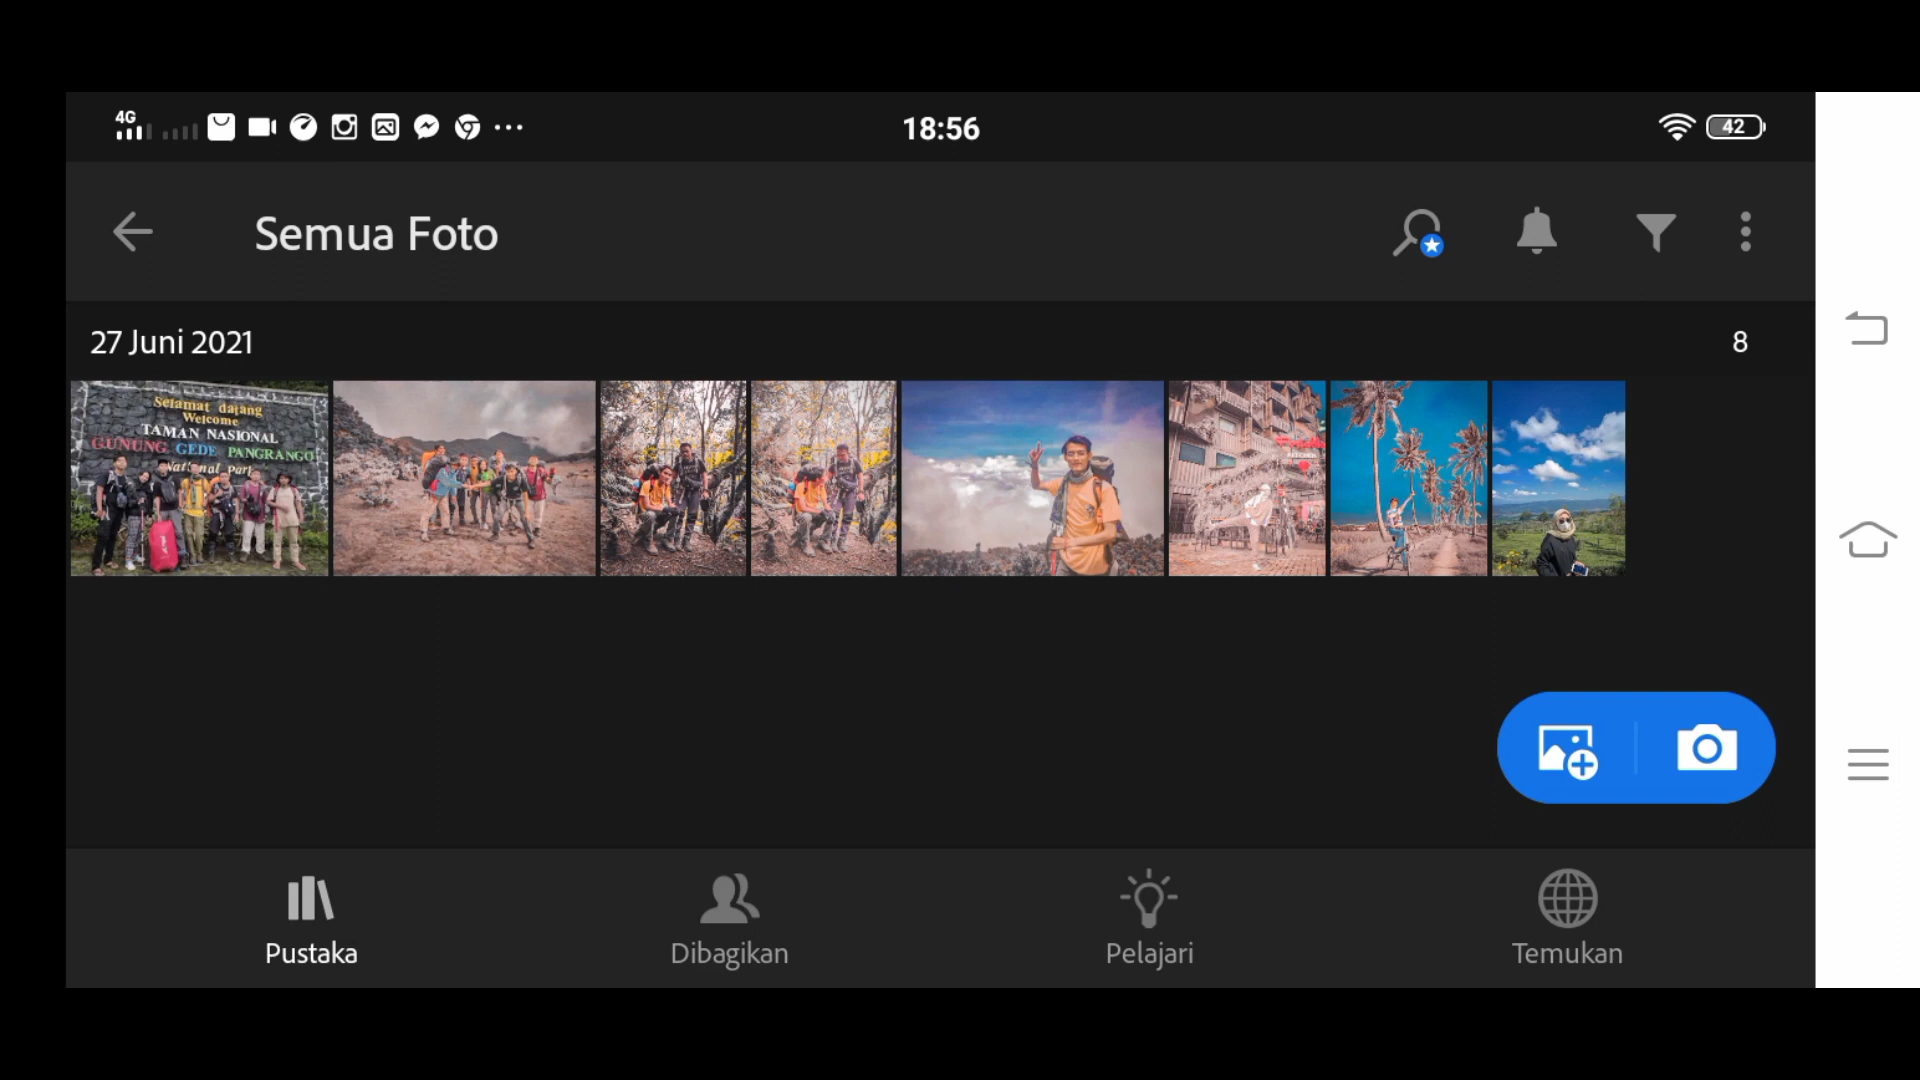 4G
18:56
42
Semua Foto
27 Juni 2021
8
Selamat datang
Welcome
TAMAN NASIONAL
GUNUNG GEDE PANGRANGO
National Park
Pustaka
Dibagikan
Pelajari
Temukan